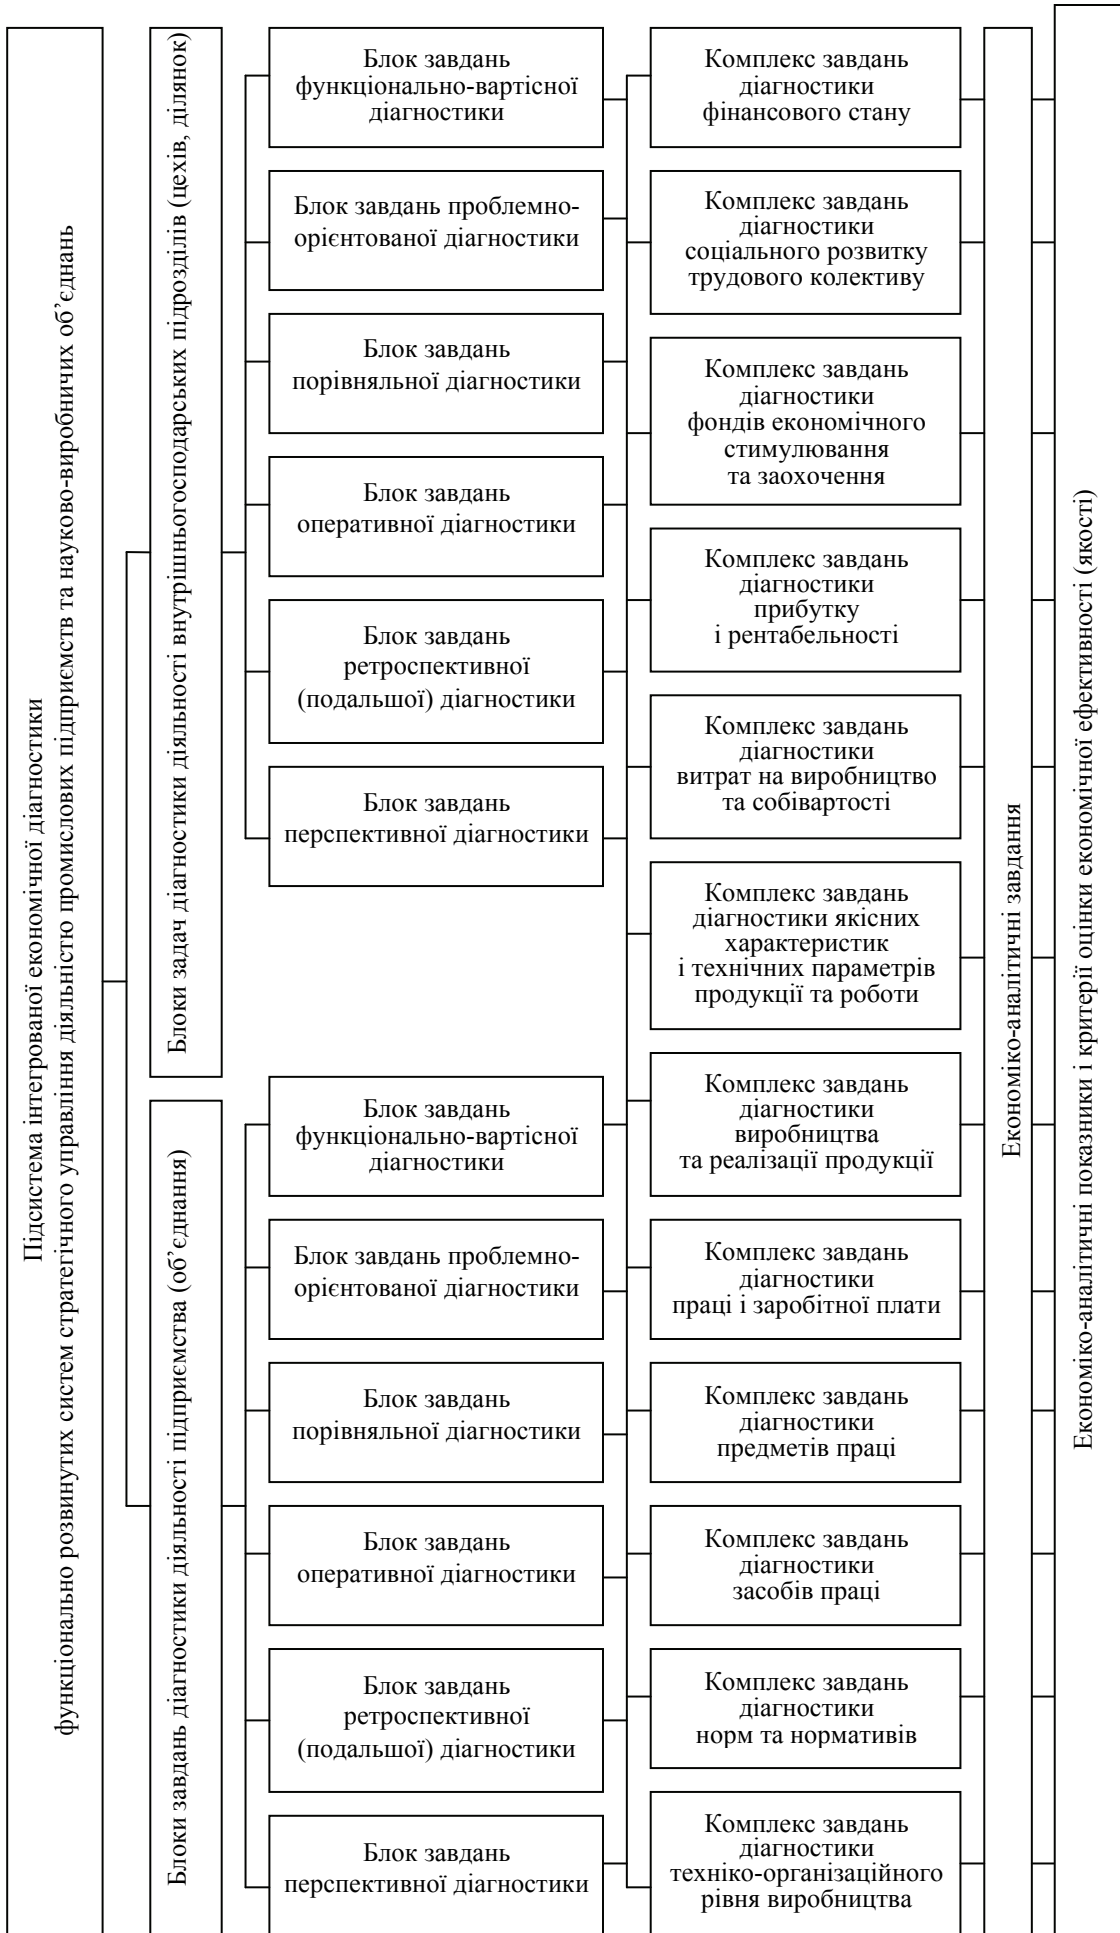 Підсистема інтегрованої економічної діагностики
функціонально розвинутих систем стратегічного управління діяльністю промислових підприємств та науково-виробничих об’єднань
Блоки задач діагностики діяльності внутрішньогосподарських підрозділів (цехів, ділянок)
Блоки завдань діагностики діяльності підприємства (об’єднання)
Блок завдань
функціонально-вартісної
діагностики
Блок завдань проблемно-
орієнтованої діагностики
Блок завдань
порівняльної діагностики
Блок завдань
оперативної діагностики
Блок завдань
ретроспективної
(подальшої) діагностики
Блок завдань
перспективної діагностики
Блок завдань
функціонально-вартісної
діагностики
Блок завдань проблемно-
орієнтованої діагностики
Блок завдань
порівняльної діагностики
Блок завдань
оперативної діагностики
Блок завдань
ретроспективної
(подальшої) діагностики
Блок завдань
перспективної діагностики
Комплекс завдань
діагностики
фінансового стану
Комплекс завдань
діагностики
соціального розвитку
трудового колективу
Комплекс завдань
діагностики
фондів економічного
стимулювання
та заохочення
Комплекс завдань
діагностики
прибутку
і рентабельності
Комплекс завдань
діагностики
витрат на виробництво
та собівартості
Комплекс завдань
діагностики якісних
характеристик
і технічних параметрів
продукції та роботи
Комплекс завдань
діагностики
виробництва
та реалізації продукції
Комплекс завдань
діагностики
праці і заробітної плати
Комплекс завдань
діагностики
предметів праці
Комплекс завдань
діагностики
засобів праці
Комплекс завдань
діагностики
норм та нормативів
Комплекс завдань
діагностики
техніко-організаційного
рівня виробництва
Економіко-аналітичні завдання
Економіко-аналітичні показники і критерії оцінки економічної ефективності (якості)